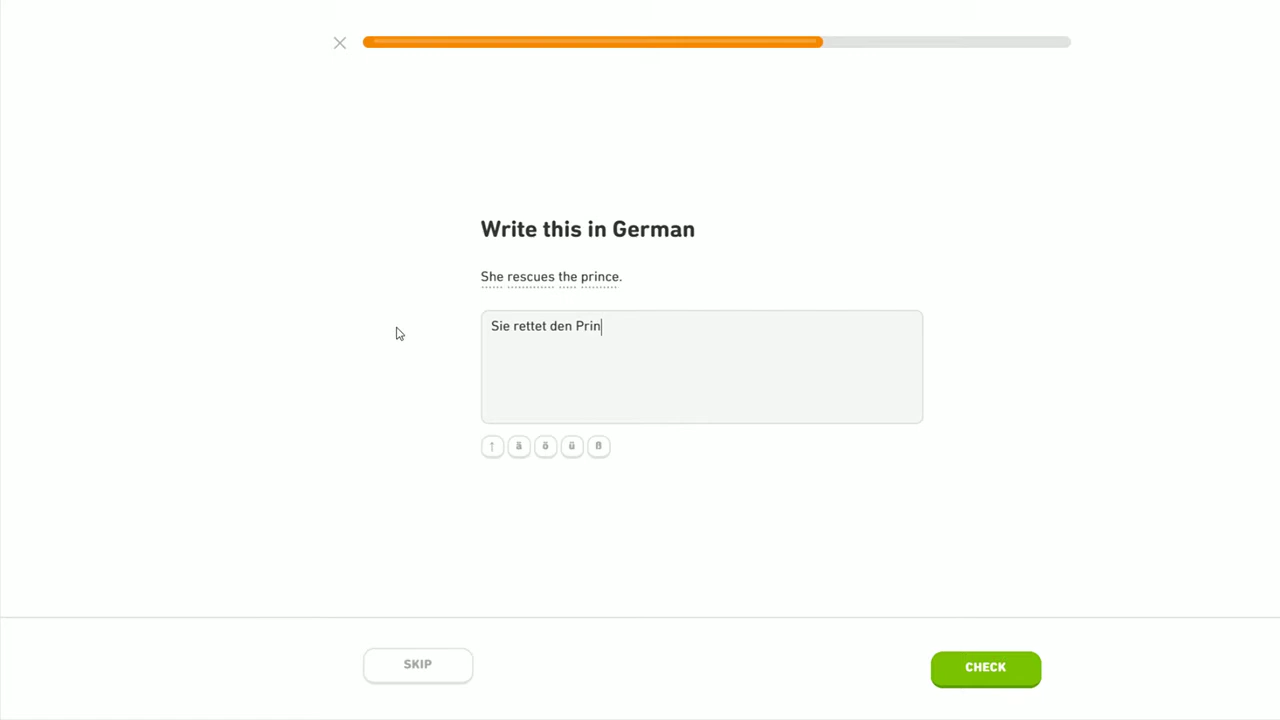 Write this in German
She rescues the prince.
Sie rettet den Prin
↑ ä ö ü ß
SKIP
CHECK